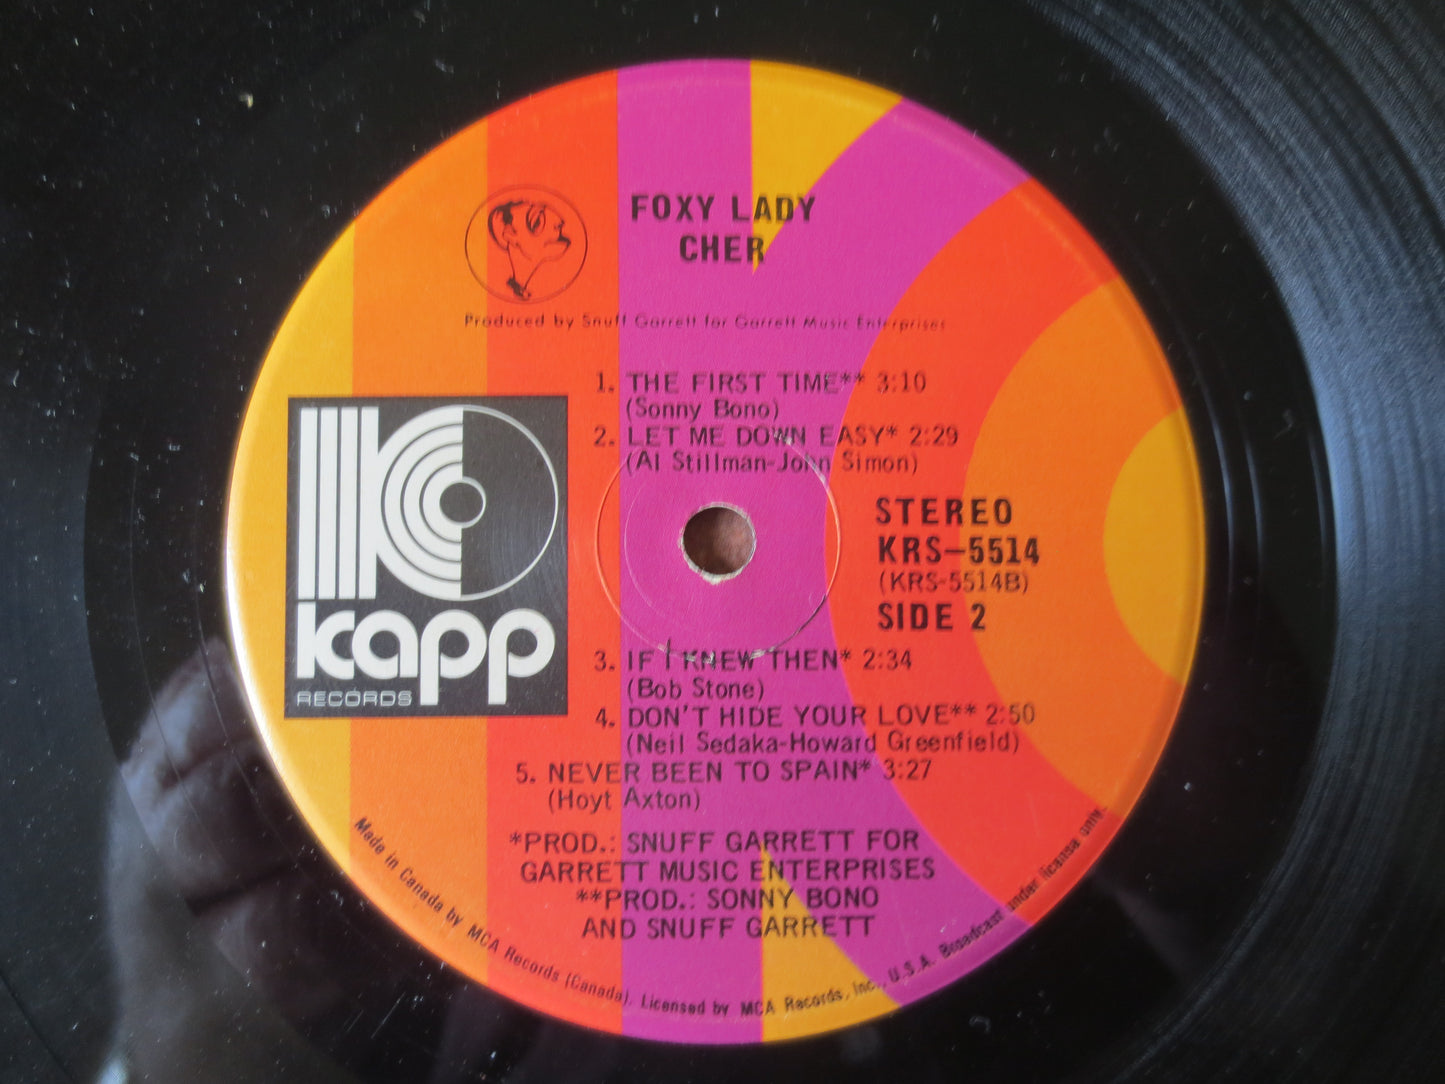 FOXY LADY
CHER
Produced by Snuff Garrett for Garrett Music Enterprises
1. THE FIRST TIME** 3:10
(Sonny Bono)
2. LET ME DOWN EASY* 2:29
(Al Stillman-John Simon)
STEREO
KRS-5514
(KRS-5514B)
SIDE 2
kapp
RECORDS
3. IF I KNEW THEN* 2:34
(Bob Stone)
4. DON'T HIDE YOUR LOVE** 2:50
(Neil Sedaka-Howard Greenfield)
5. NEVER BEEN TO SPAIN* 3:27
(Hoyt Axton)
*PROD.: SNUFF GARRETT FOR
GARRETT MUSIC ENTERPRISES
**PROD.: SONNY BONO
AND SNUFF GARRETT
Made in Canada by MCA Records (Canada). Licensed by MCA Records, Inc., U.S.A. Broadcast under licensa only.